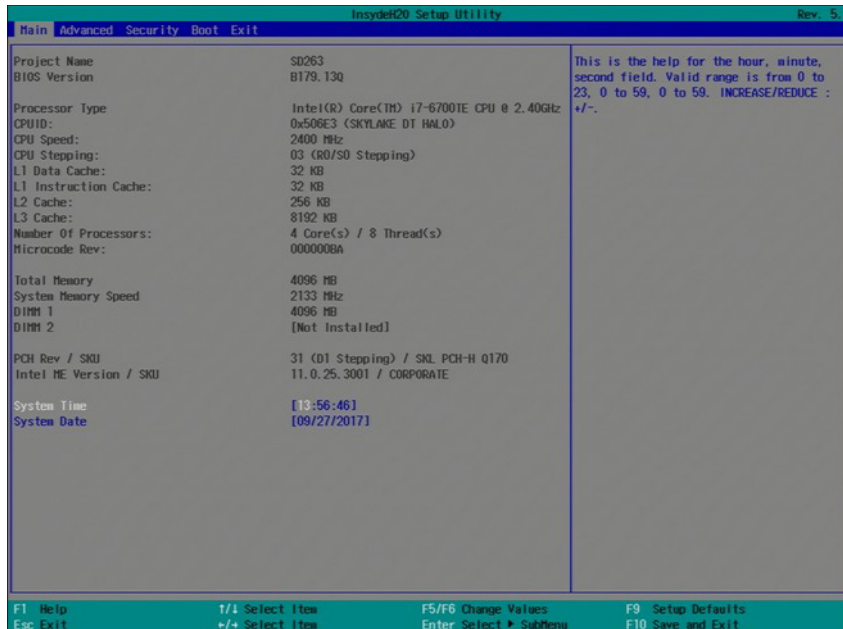 InsydeH2O Setup Utility Rev. 5.
Main Advanced Security Boot Exit
Project Name SD263
BIOS Version B179.13Q
Processor Type Intel(R) Core(TM) i7-6700TE CPU @ 2.40GHz
CPUID: 0x506E3 (SKYLAKE DT HALO)
CPU Speed: 2400 MHz
CPU Stepping: 03 (R0/S0 Stepping)
L1 Data Cache: 32 KB
L1 Instruction Cache: 32 KB
L2 Cache: 256 KB
L3 Cache: 8192 KB
Number Of Processors: 4 Core(s) / 8 Thread(s)
Microcode Rev: 000000BA
Total Memory 4096 MB
System Memory Speed 2133 MHz
DIMM 1 4096 MB
DIMM 2 [Not Installed]
PCH Rev / SKU 31 (D1 Stepping) / SKL PCH-H Q170
Intel ME Version / SKU 11.0.25.3001 / CORPORATE
System Time [13:56:46]
System Date [09/27/2017]
This is the help for the hour, minute,
second field. Valid range is from 0 to
23, 0 to 59, 0 to 59. INCREASE/REDUCE :
+/-.
F1 Help ↑/↓ Select Item F5/F6 Change Values F9 Setup Defaults
Esc Exit ←/→ Select Item Enter Select ► SubMenu F10 Save and Exit